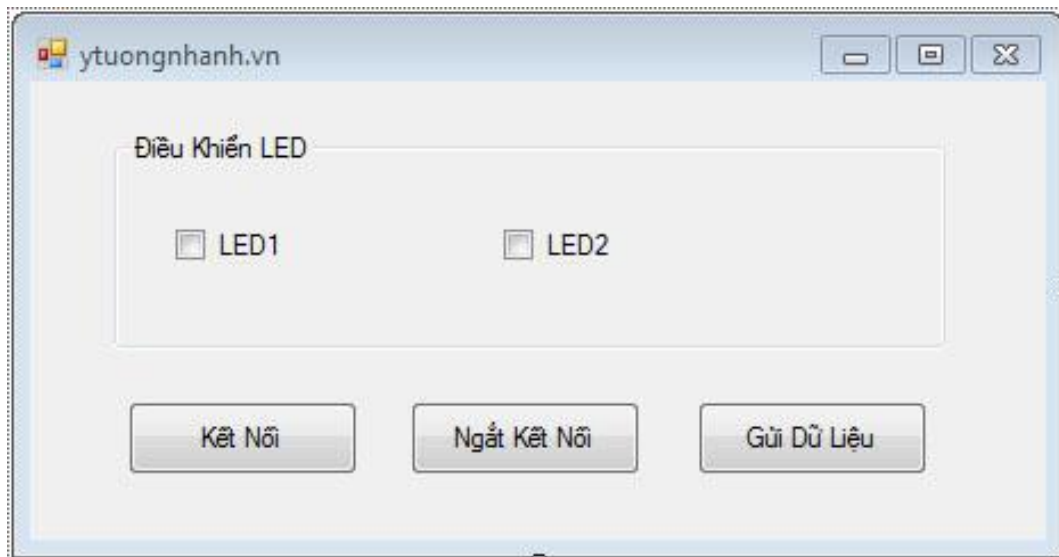 ytuongnhanh.vn
Điều Khiển LED
LED1 LED2
Kết Nối Ngắt Kết Nối Gửi Dữ Liệu